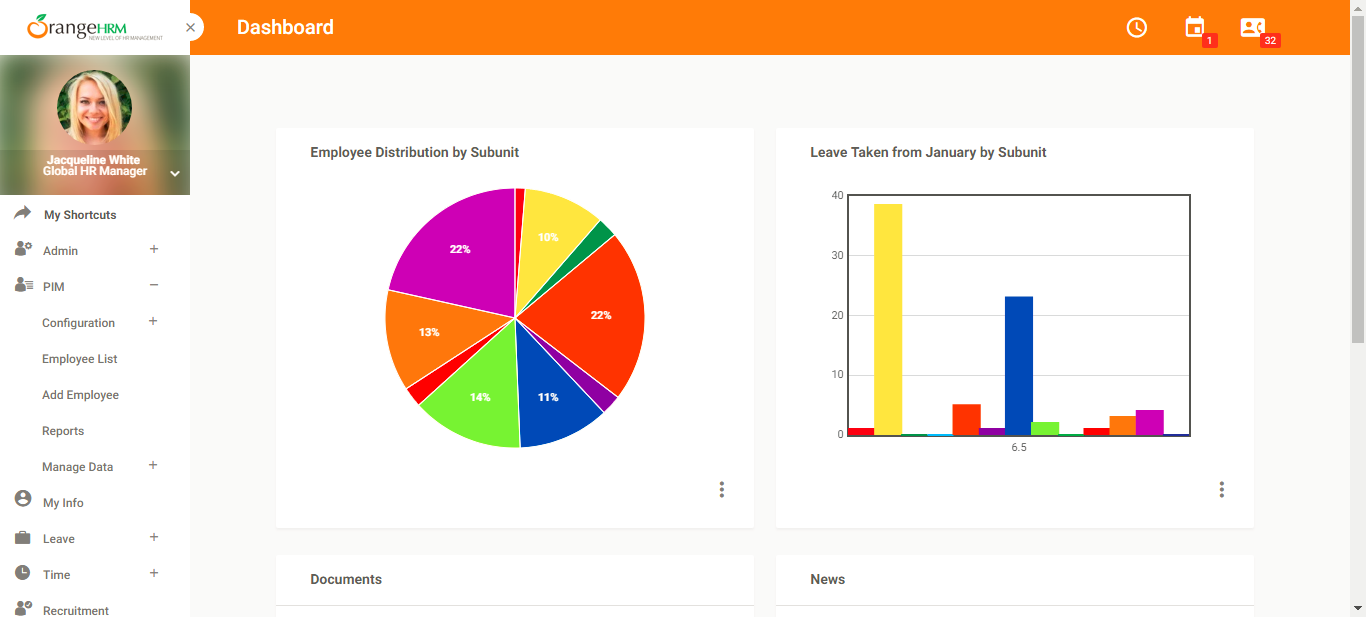 OrangeHRM
NEW LEVEL OF HR MANAGEMENT
Dashboard
1
32
Jacqueline White
Global HR Manager
My Shortcuts
Admin
PIM
Configuration
Employee List
Add Employee
Reports
Manage Data
My Info
Leave
Time
Recruitment
Employee Distribution by Subunit
10%
22%
11%
14%
13%
22%
Leave Taken from January by Subunit
40
30
20
10
0
6.5
Documents
News